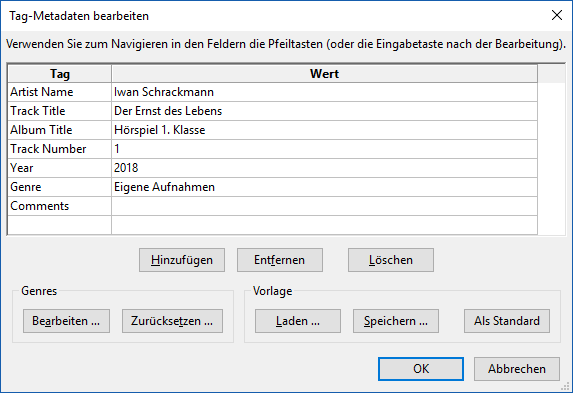 Tag-Metadaten bearbeiten
Verwenden Sie zum Navigieren in den Feldern die Pfeiltasten (oder die Eingabetaste nach der Bearbeitung).
Tag Wert
Artist Name Iwan Schrackmann
Track Title Der Ernst des Lebens
Album Title Hörspiel 1. Klasse
Track Number 1
Year 2018
Genre Eigene Aufnahmen
Comments
Hinzufügen Entfernen Löschen
Genres Vorlage
Bearbeiten ... Zurücksetzen ... Laden ... Speichern ... Als Standard
OK Abbrechen